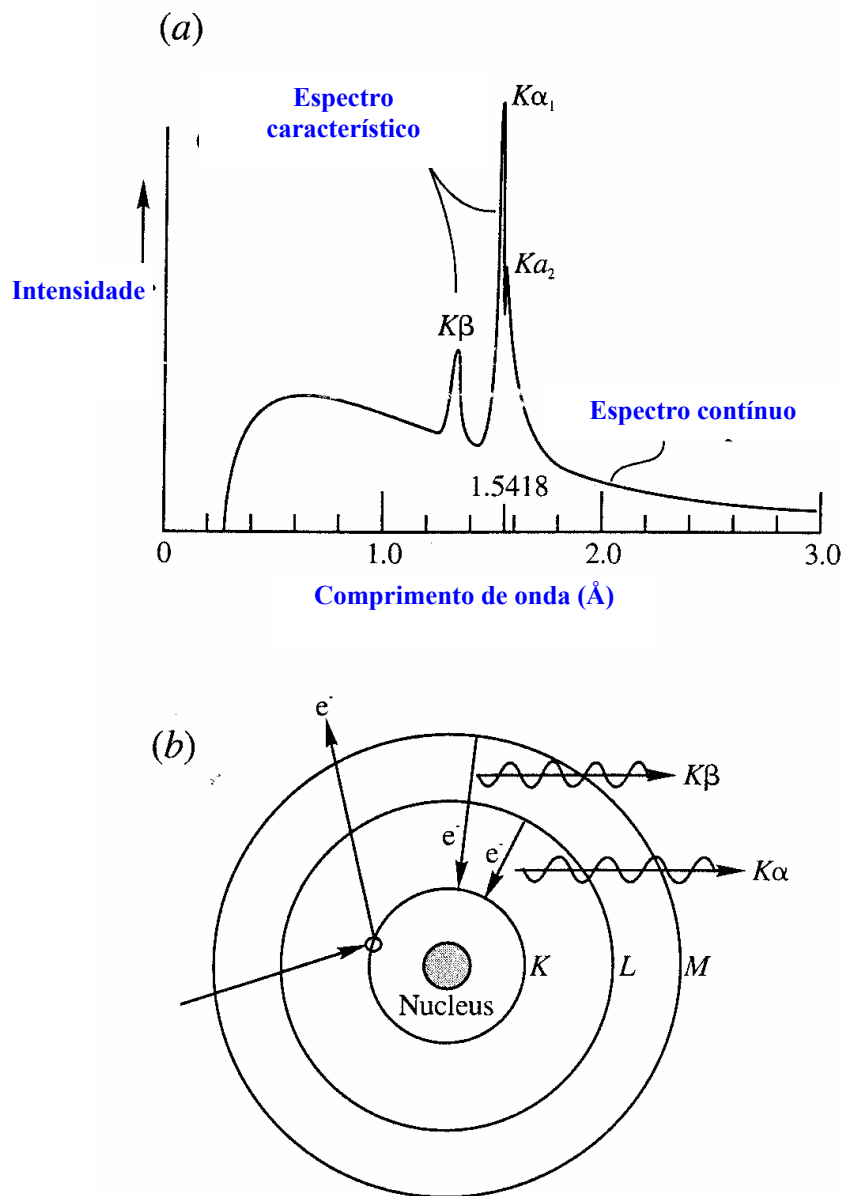 (a)
Espectro
característico
Kα₁
Ka₂
Intensidade
Kβ
Espectro contínuo
1.5418
0 1.0 2.0 3.0
Comprimento de onda (Å)
(b)
e⁻
Kβ
e⁻
e⁻
Kα
K L M
Nucleus